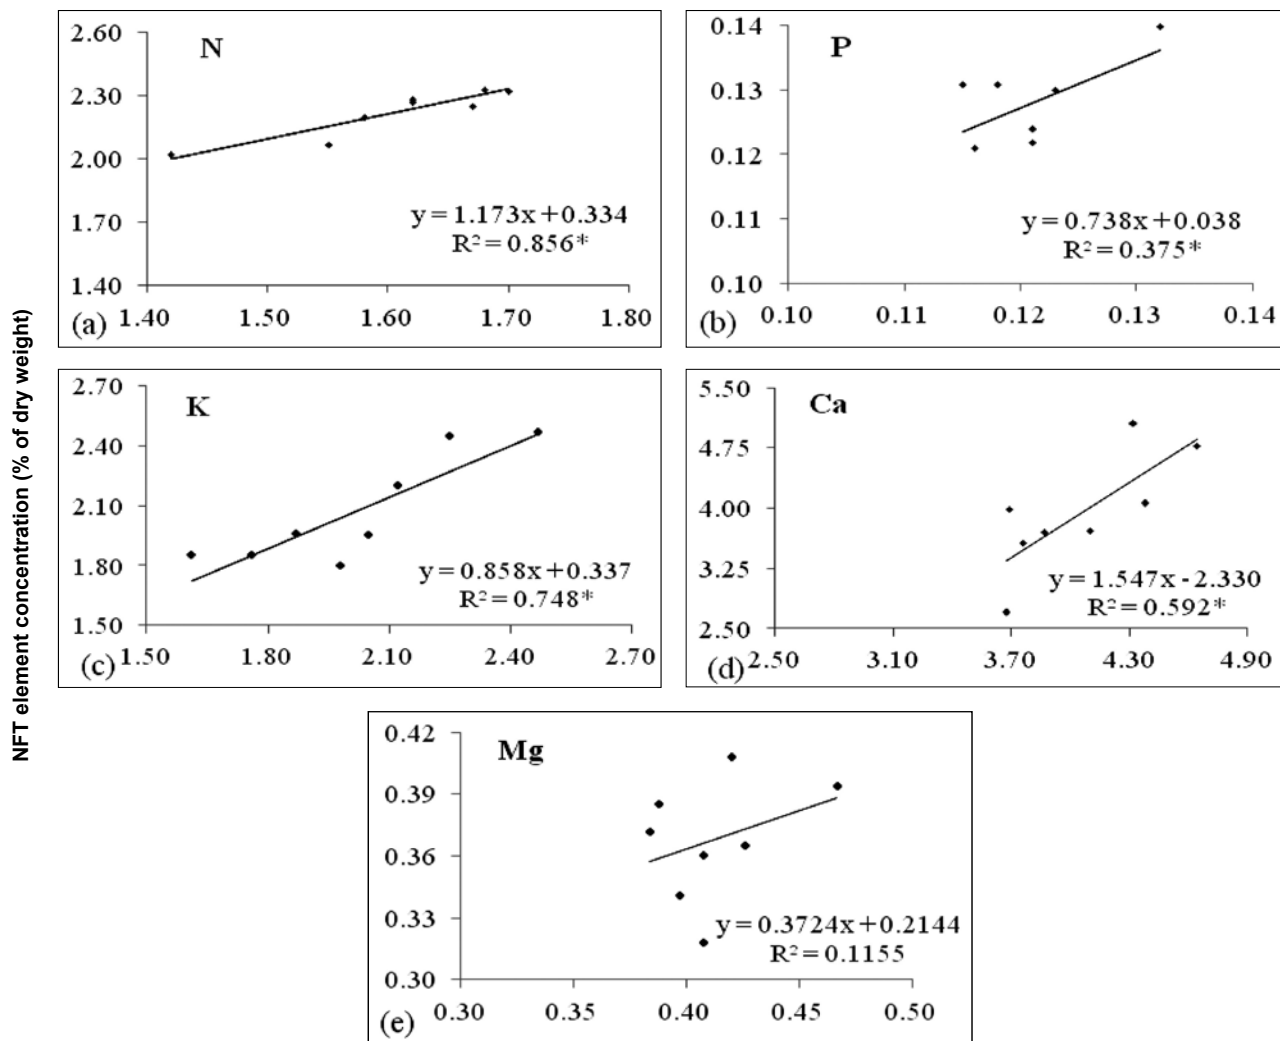 NFT element concentration (% of dry weight)
N
2.60
2.30
2.00
1.70
1.40
y = 1.173x + 0.334
R² = 0.856*
(a) 1.40 1.50 1.60 1.70 1.80
P
0.14
0.13
0.12
0.11
0.10
y = 0.738x + 0.038
R² = 0.375*
(b) 0.10 0.11 0.12 0.13 0.14
K
2.70
2.40
2.10
1.80
1.50
y = 0.858x + 0.337
R² = 0.748*
(c) 1.50 1.80 2.10 2.40 2.70
Ca
5.50
4.75
4.00
3.25
2.50
y = 1.547x - 2.330
R² = 0.592*
(d) 2.50 3.10 3.70 4.30 4.90
Mg
0.42
0.39
0.36
0.33
0.30
y = 0.3724x + 0.2144
R² = 0.1155
(e) 0.30 0.35 0.40 0.45 0.50